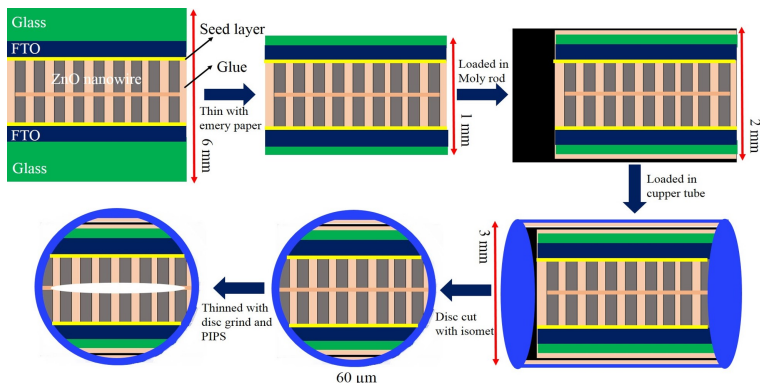 Glass
FTO
Seed layer
ZnO nanowire
Glue
FTO
Glass
6 mm
Thin with
emery paper
1 mm
Loaded in
Moly rod
2 mm
Loaded in
cupper tube
3 mm
Disc cut
with isomet
60 μm
Thinned with
disc grind and
PIPS